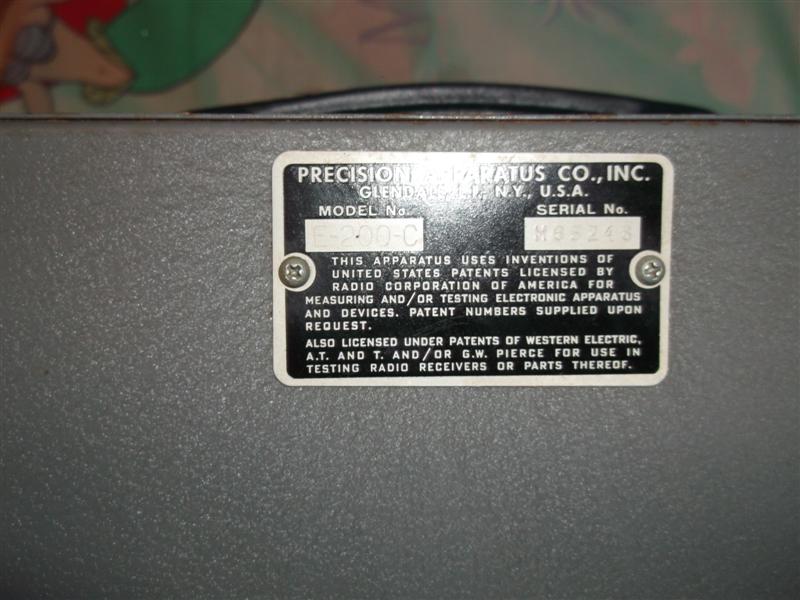 PRECISION APPARATUS CO., INC.
GLENDALE, L.I., N.Y., U.S.A.
MODEL No. SERIAL No.
E-200-C
THIS APPARATUS USES INVENTIONS OF
UNITED STATES PATENTS LICENSED BY
RADIO CORPORATION OF AMERICA FOR
MEASURING AND/OR TESTING ELECTRONIC APPARATUS
AND DEVICES. PATENT NUMBERS SUPPLIED UPON
REQUEST.
ALSO LICENSED UNDER PATENTS OF WESTERN ELECTRIC,
A.T. AND T. AND/OR G.W. PIERCE FOR USE IN
TESTING RADIO RECEIVERS OR PARTS THEREOF.